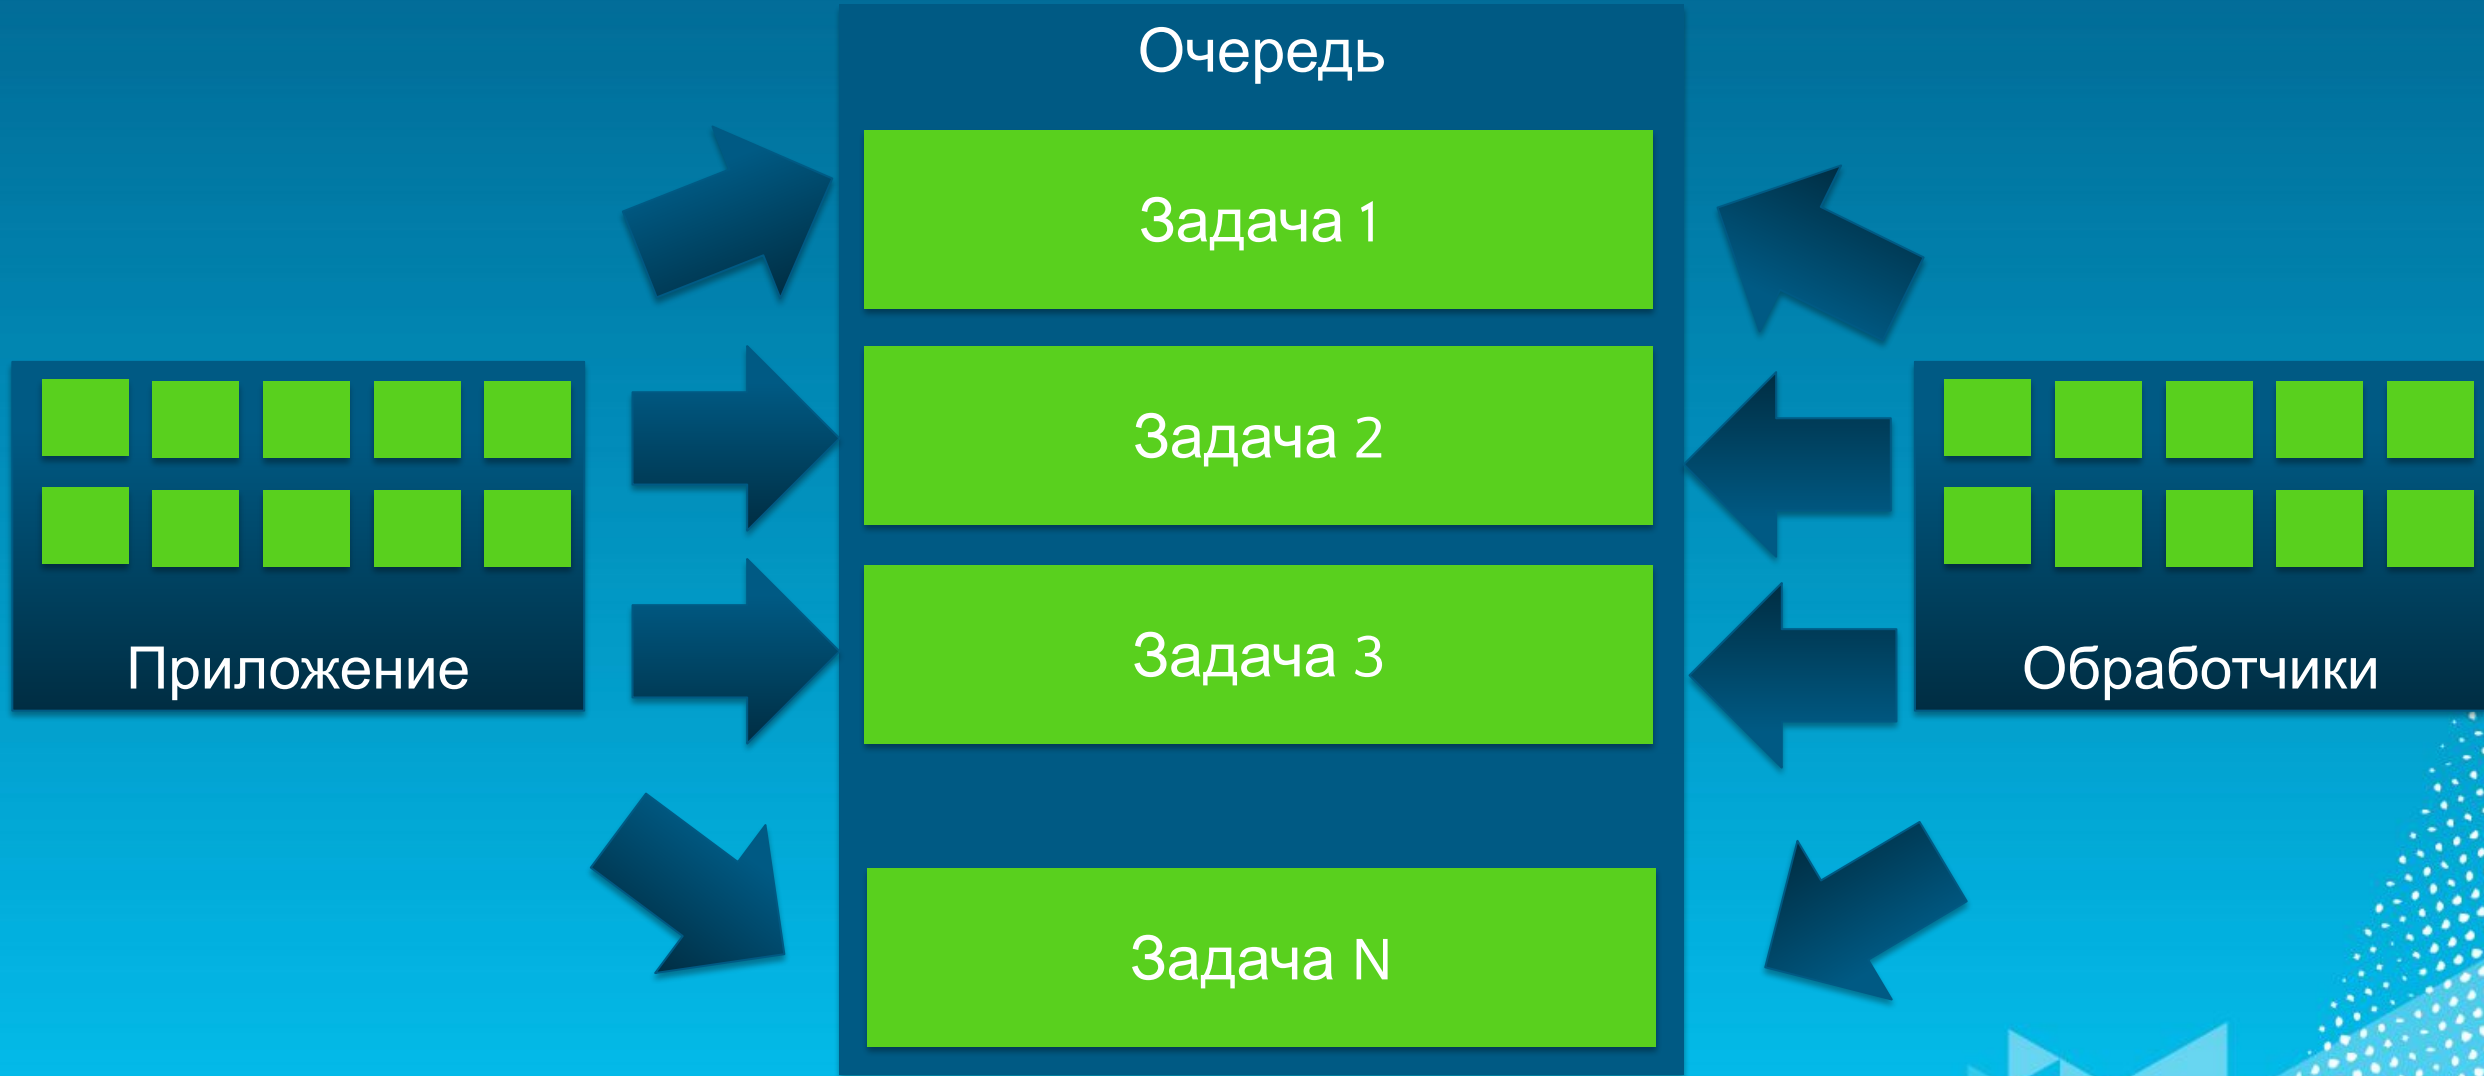 Очередь
Задача 1
Задача 2
Задача 3
Задача N
Приложение
Обработчики